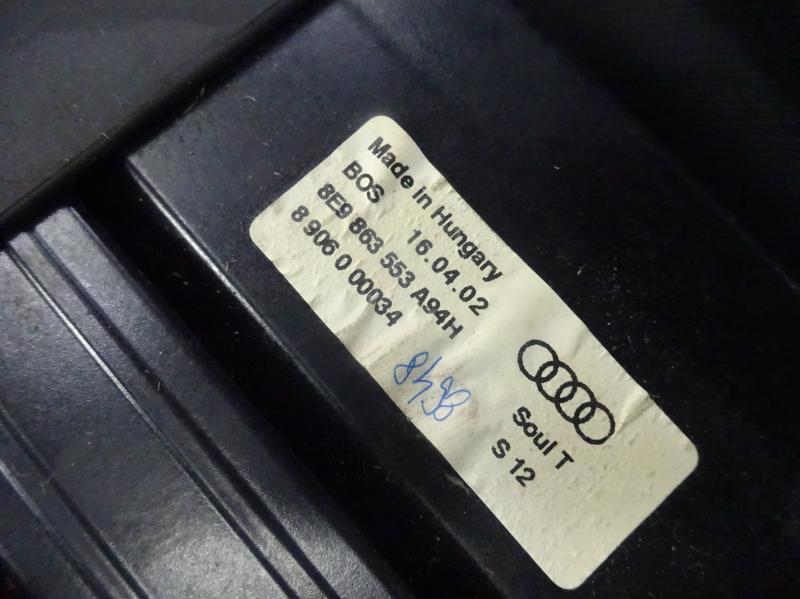 Made in Hungary
BOS 16.04.02
8E9 863 553 A94H
8 906 0 00034
Soul T
S 12